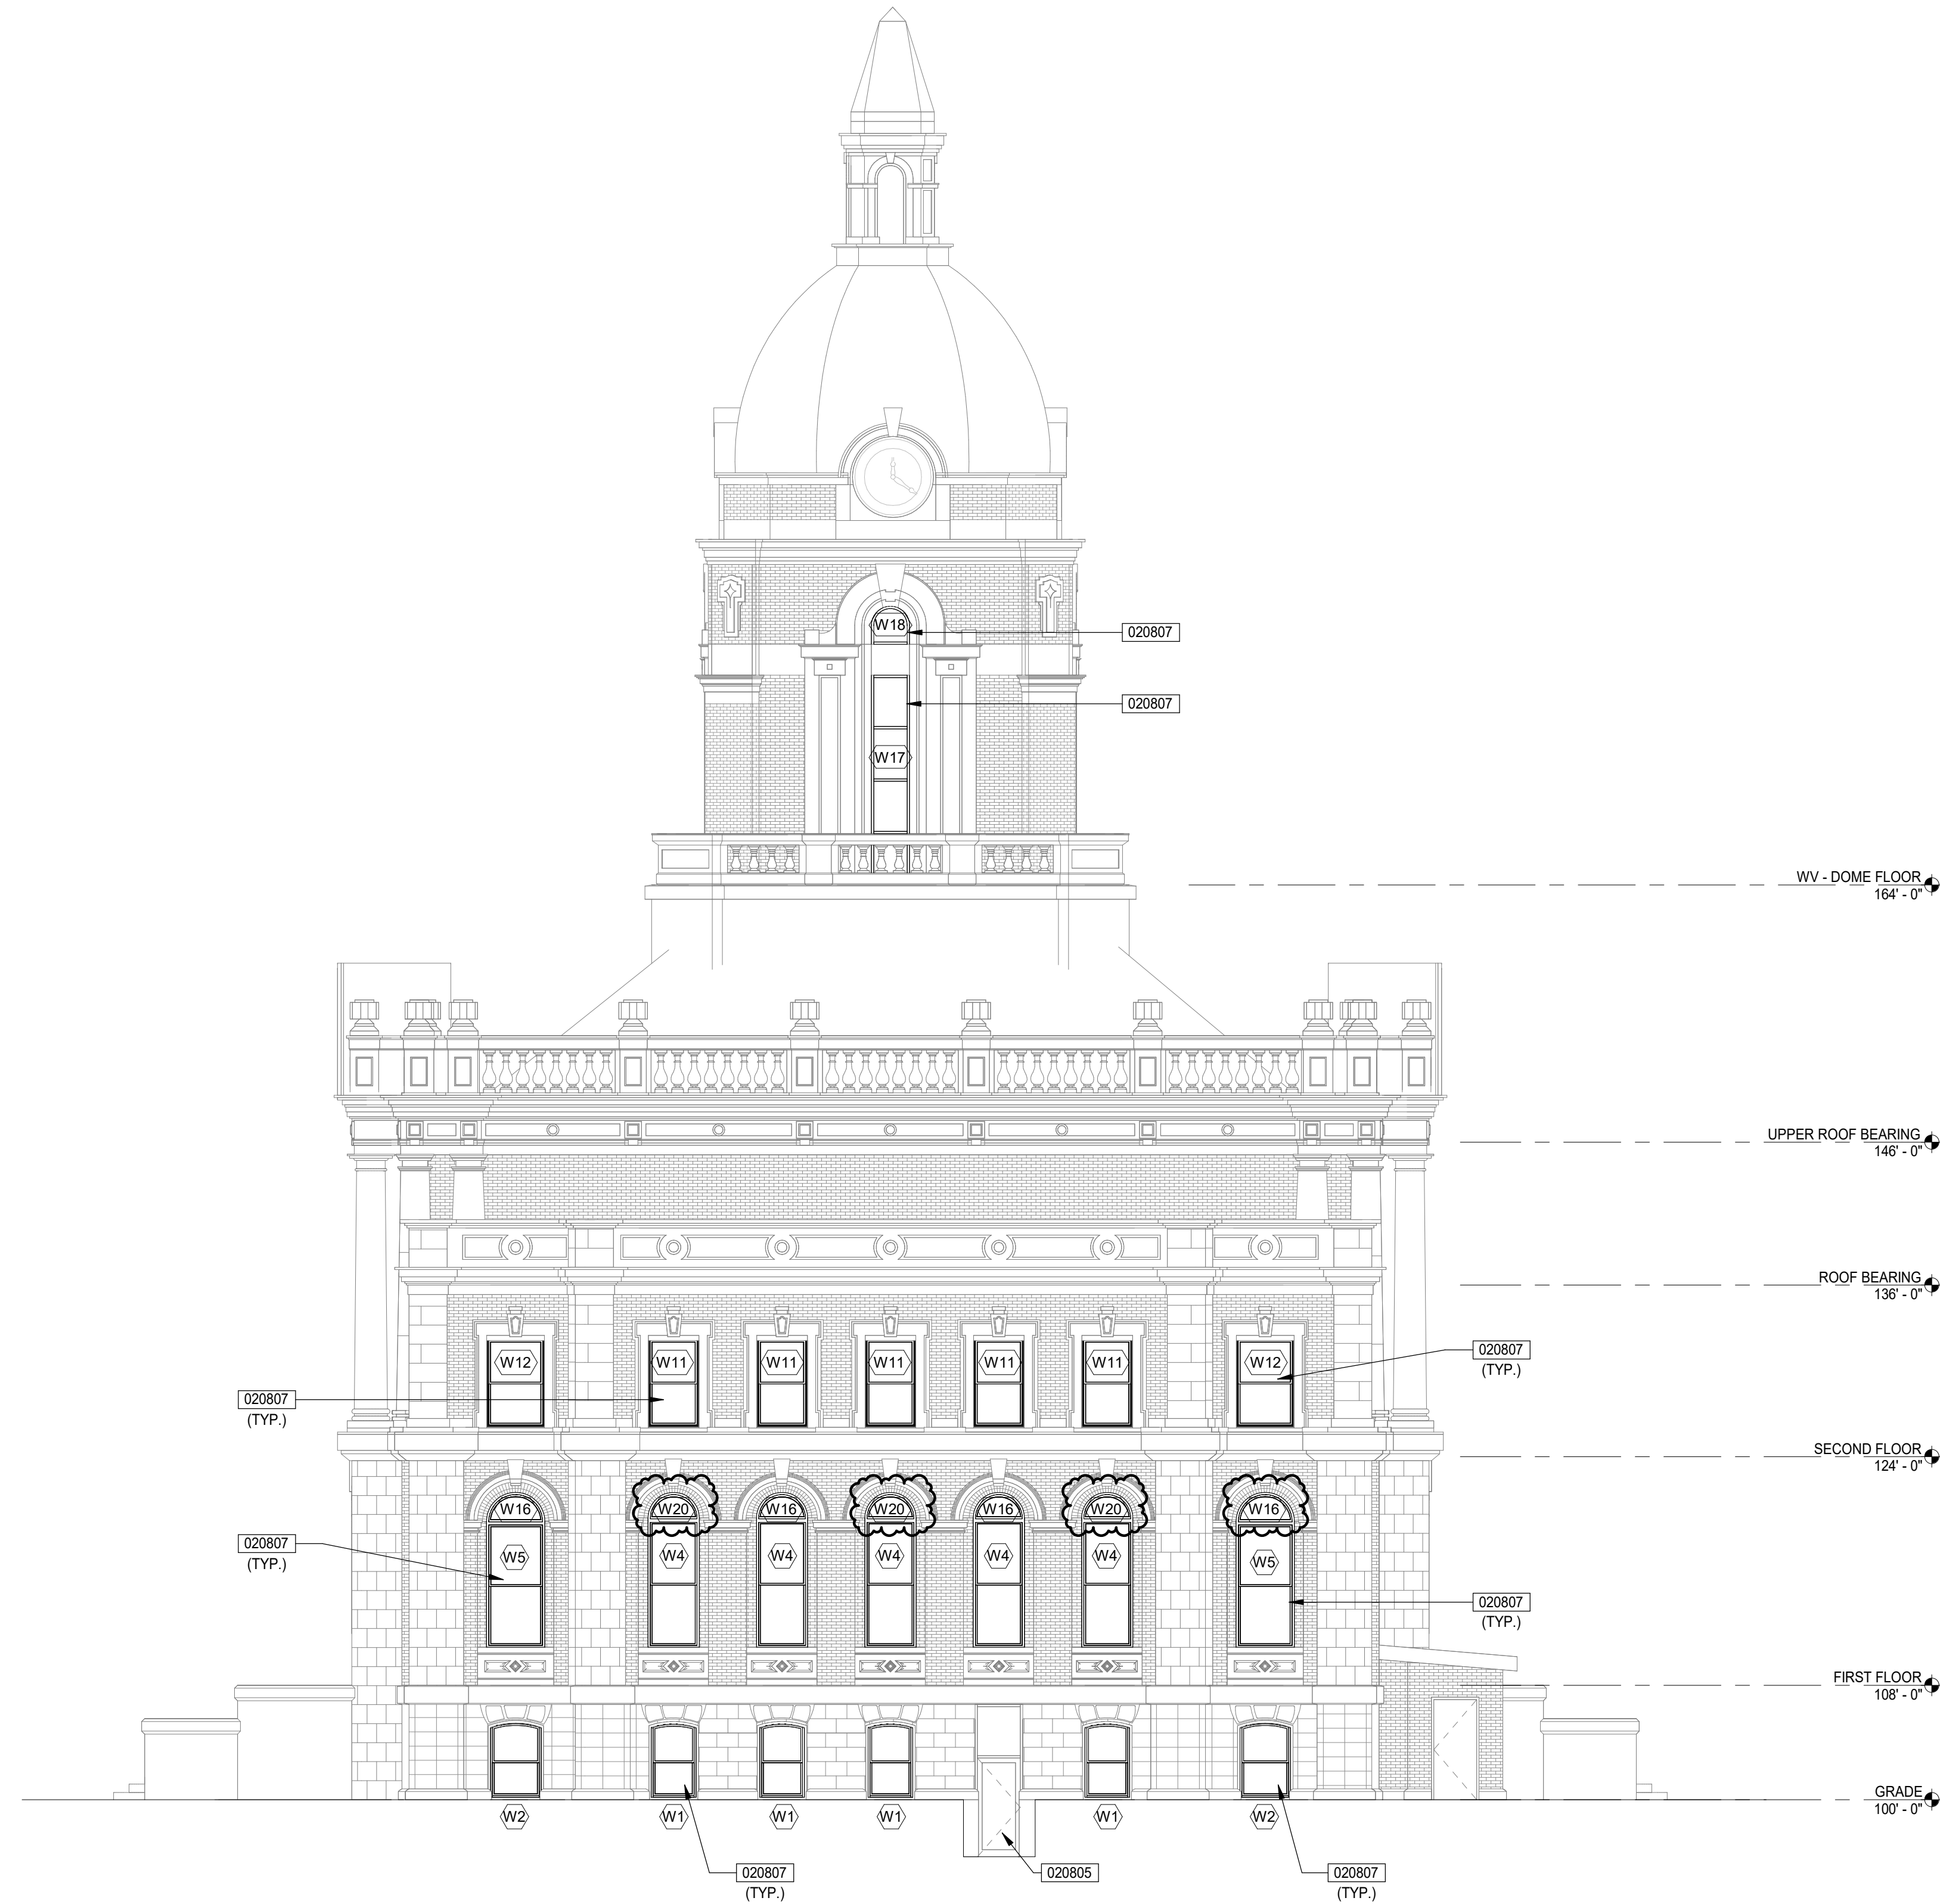 W18
020807
020807
W17
WV - DOME FLOOR
164' - 0"
UPPER ROOF BEARING
146' - 0"
ROOF BEARING
136' - 0"
W12 W11 W11 W11 W11 W11 W12
020807
(TYP.)
020807
(TYP.)
SECOND FLOOR
124' - 0"
W16 W20 W16 W20 W16 W20 W16
020807
(TYP.)
W5 W4 W4 W4 W4 W4 W5
020807
(TYP.)
FIRST FLOOR
108' - 0"
GRADE
100' - 0"
W2 W1 W1 W1 W1 W2
020807
(TYP.)
020805
020807
(TYP.)